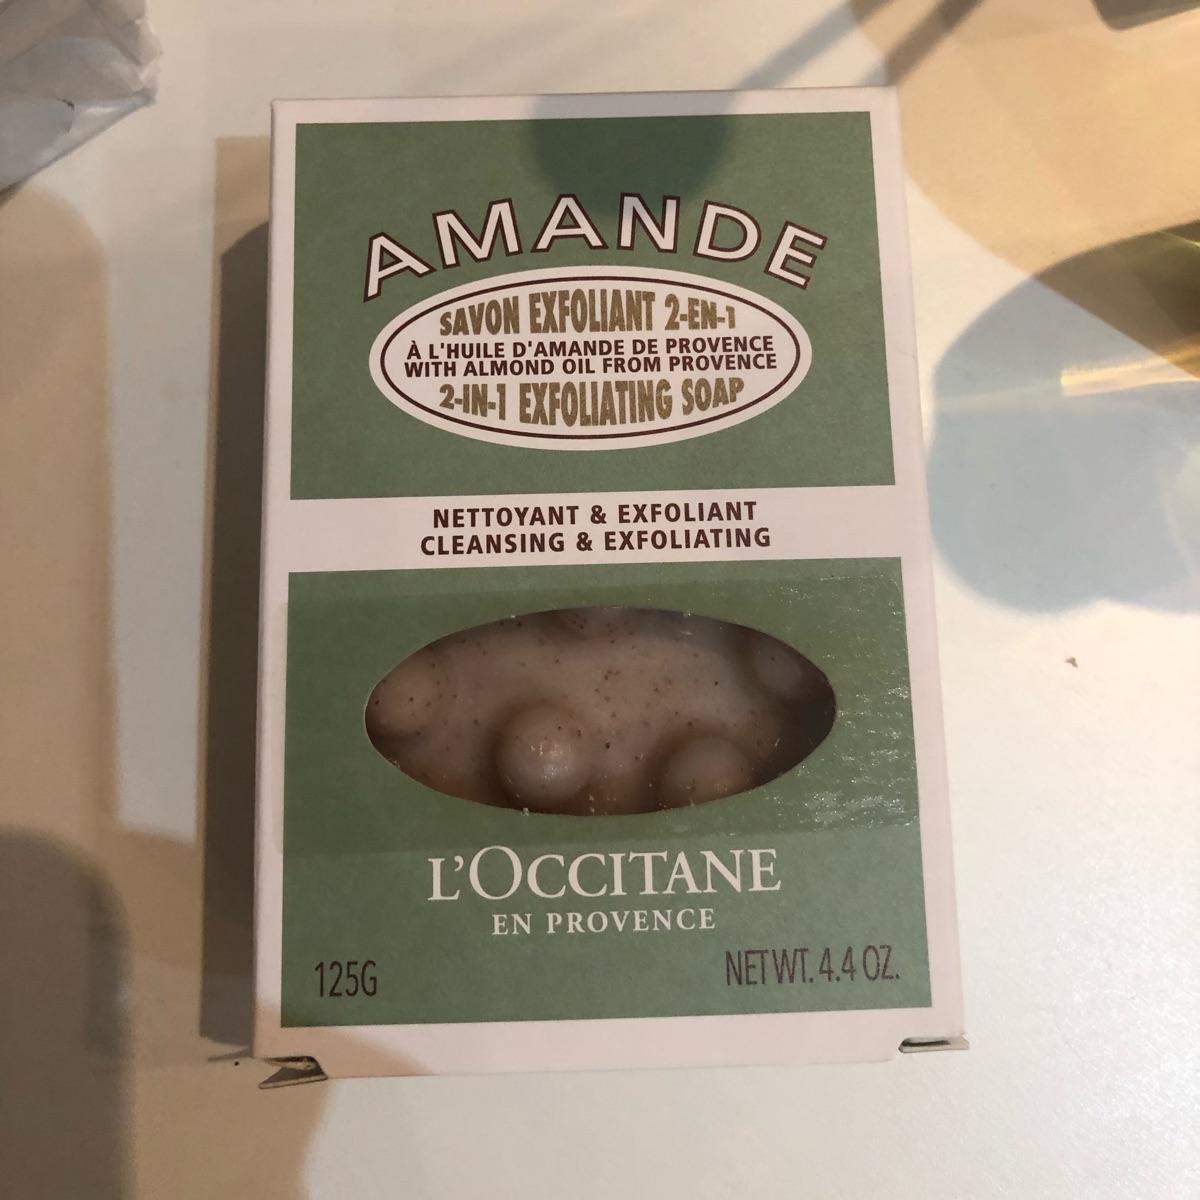 AMANDE
SAVON EXFOLIANT 2-EN-1
À L'HUILE D'AMANDE DE PROVENCE
WITH ALMOND OIL FROM PROVENCE
2-IN-1 EXFOLIATING SOAP
NETTOYANT & EXFOLIANT
CLEANSING & EXFOLIATING
L'OCCITANE
EN PROVENCE
125G
NET WT. 4.4 OZ.